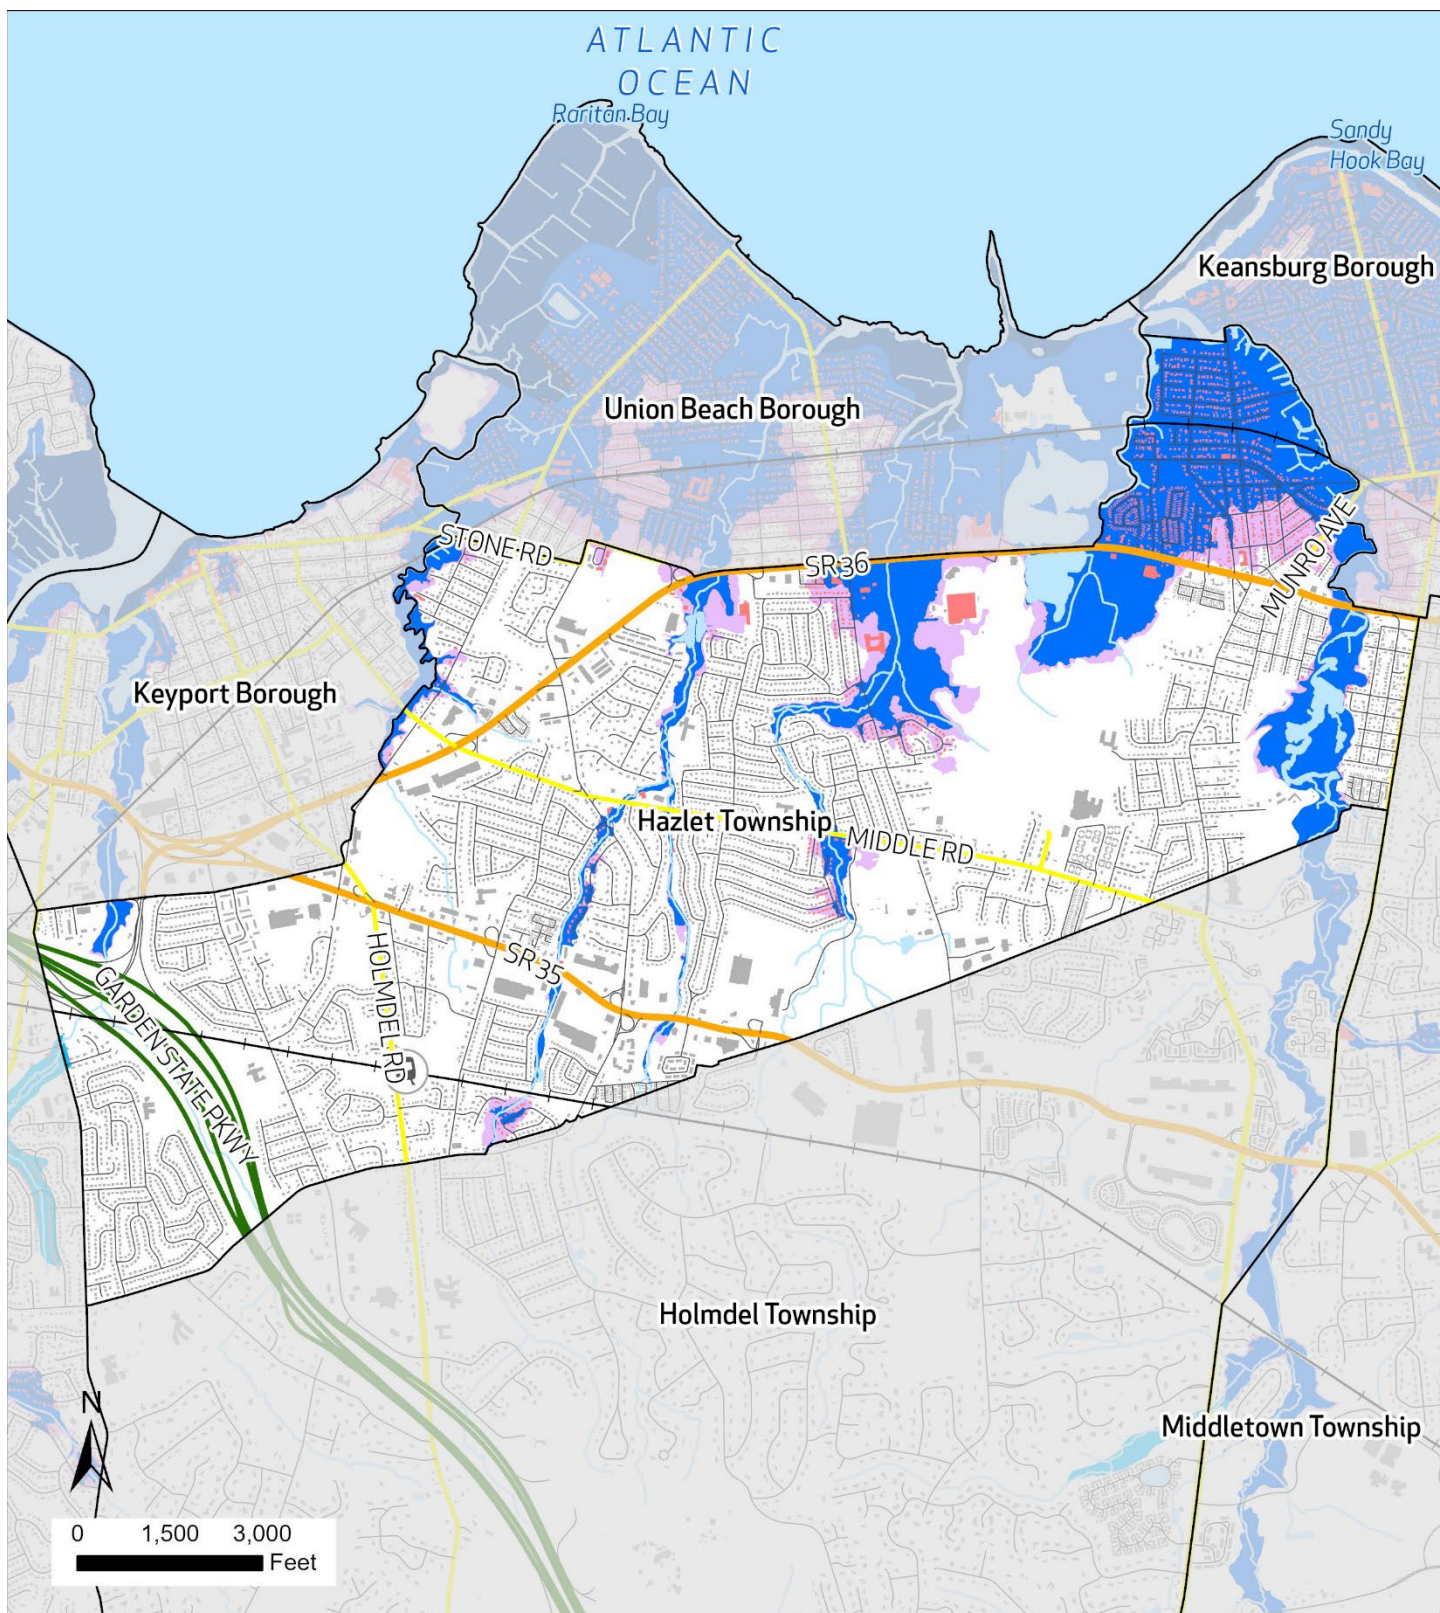 ATLANTIC
OCEAN
Raritan Bay
Sandy
Hook Bay
Keansburg Borough
Union Beach Borough
STONE RD
SR 36
MUNRO AVE
Keyport Borough
Hazlet Township
MIDDLE RD
HOLMDEL RD
SR 35
GARDEN STATE PKWY
Holmdel Township
Middletown Township
N
0 1,500 3,000
Feet